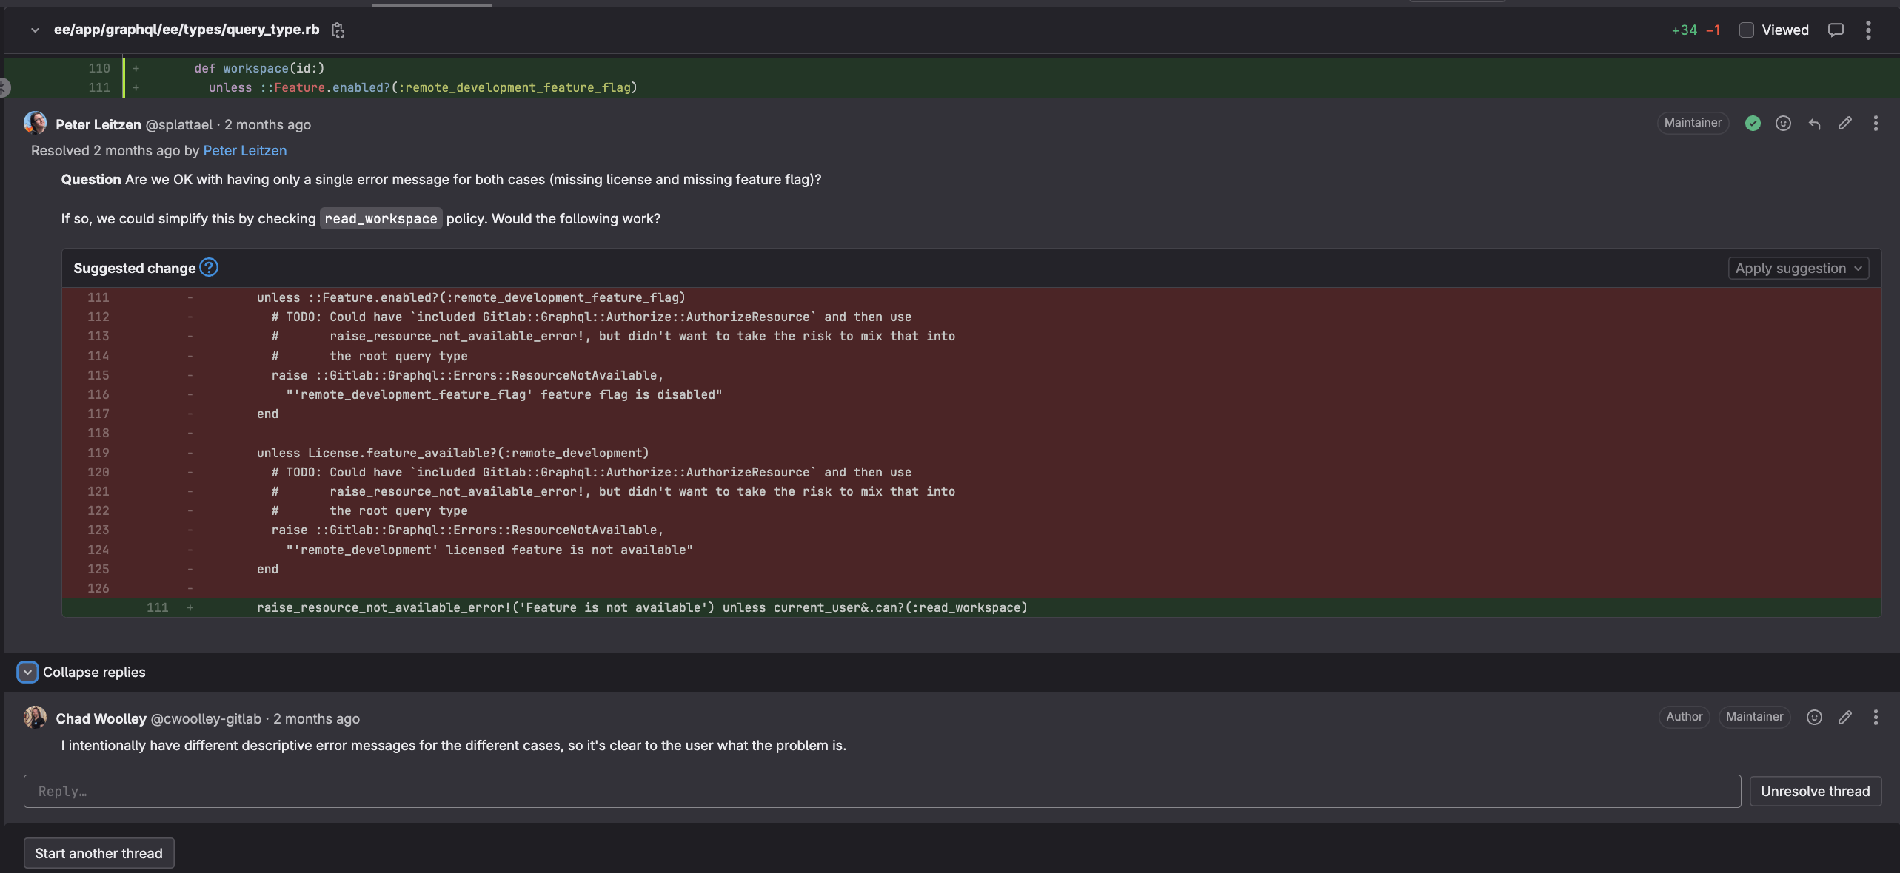 ee/app/graphql/ee/types/query_type.rb +34 −1 Viewed
110 + def workspace(id:)
111 + unless ::Feature.enabled?(:remote_development_feature_flag)
Peter Leitzen @splattael · 2 months ago Maintainer
Resolved 2 months ago by Peter Leitzen
Question Are we OK with having only a single error message for both cases (missing license and missing feature flag)?
If so, we could simplify this by checking read_workspace policy. Would the following work?
Suggested change ? Apply suggestion
111 - unless ::Feature.enabled?(:remote_development_feature_flag)
112 - # TODO: Could have `included Gitlab::Graphql::Authorize::AuthorizeResource` and then use
113 - # raise_resource_not_available_error!, but didn't want to take the risk to mix that into
114 - # the root query type
115 - raise ::Gitlab::Graphql::Errors::ResourceNotAvailable,
116 - "'remote_development_feature_flag' feature flag is disabled"
117 - end
118 -
119 - unless License.feature_available?(:remote_development)
120 - # TODO: Could have `included Gitlab::Graphql::Authorize::AuthorizeResource` and then use
121 - # raise_resource_not_available_error!, but didn't want to take the risk to mix that into
122 - # the root query type
123 - raise ::Gitlab::Graphql::Errors::ResourceNotAvailable,
124 - "'remote_development' licensed feature is not available"
125 - end
126 -
111 + raise_resource_not_available_error!('Feature is not available') unless current_user&.can?(:read_workspace)
Collapse replies
Chad Woolley @cwoolley-gitlab · 2 months ago Author Maintainer
I intentionally have different descriptive error messages for the different cases, so it's clear to the user what the problem is.
Reply… Unresolve thread
Start another thread